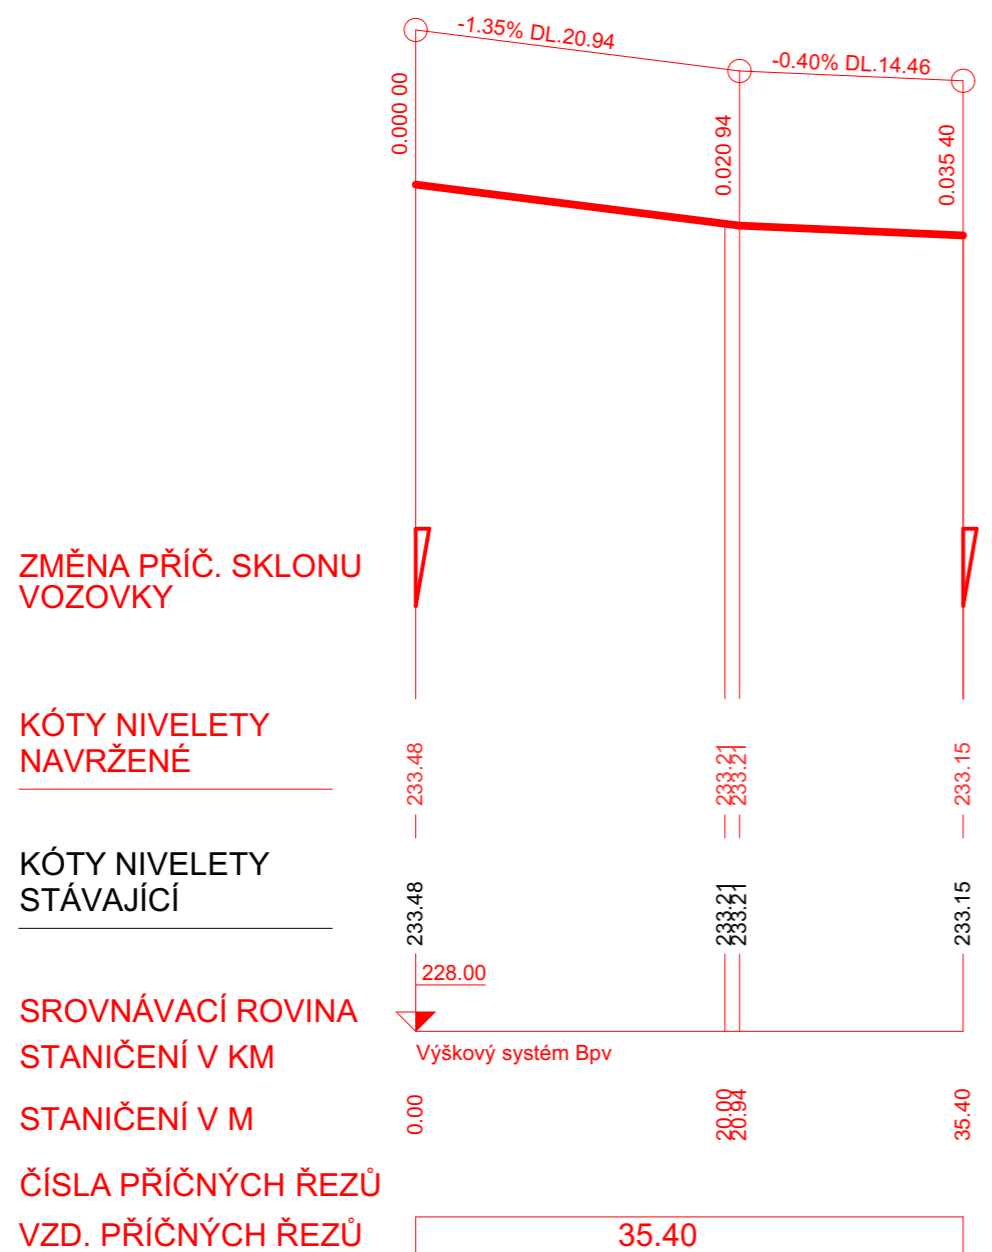 -1.35% DL.20.94
-0.40% DL.14.46
0.000 00
0.020 94
0.035 40
ZMĚNA PŘÍČ. SKLONU
VOZOVKY
KÓTY NIVELETY
NAVRŽENÉ
233.48
233.21
233.21
233.15
KÓTY NIVELETY
STÁVAJÍCÍ
233.48
233.21
233.21
233.15
228.00
SROVNÁVACÍ ROVINA
STANIČENÍ V KM
Výškový systém Bpv
STANIČENÍ V M
0.00
20.00
20.94
35.40
ČÍSLA PŘÍČNÝCH ŘEZŮ
VZD. PŘÍČNÝCH ŘEZŮ
35.40